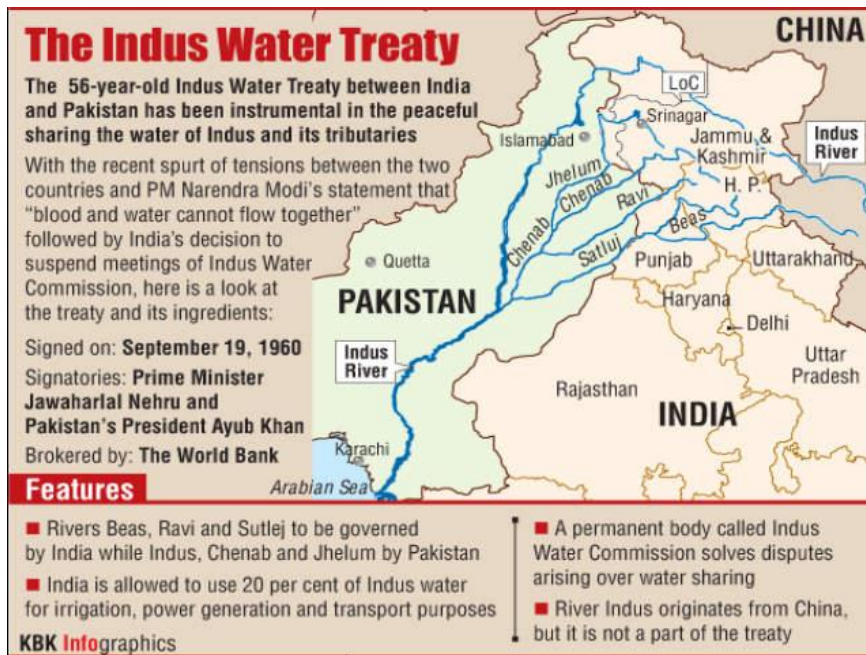 The Indus Water Treaty
The 56-year-old Indus Water Treaty between India
and Pakistan has been instrumental in the peaceful
sharing the water of Indus and its tributaries
With the recent spurt of tensions between the two
countries and PM Narendra Modi's statement that
"blood and water cannot flow together"
followed by India's decision to
suspend meetings of Indus Water
Commission, here is a look at
the treaty and its ingredients:
Signed on: September 19, 1960
Signatories: Prime Minister
Jawaharlal Nehru and
Pakistan's President Ayub Khan
Brokered by: The World Bank
CHINA
LoC
Srinagar
Islamabad
Jammu &
Kashmir
Indus
River
Jhelum
Chenab
Chenab
Ravi
H. P.
Beas
Satluj
Quetta
Punjab
Uttarakhand
PAKISTAN
Haryana
Delhi
Indus
River
Uttar
Pradesh
Rajasthan
INDIA
Karachi
Arabian Sea
Features
■ Rivers Beas, Ravi and Sutlej to be governed
by India while Indus, Chenab and Jhelum by Pakistan
■ India is allowed to use 20 per cent of Indus water
for irrigation, power generation and transport purposes
■ A permanent body called Indus
Water Commission solves disputes
arising over water sharing
■ River Indus originates from China,
but it is not a part of the treaty
KBK Infographics